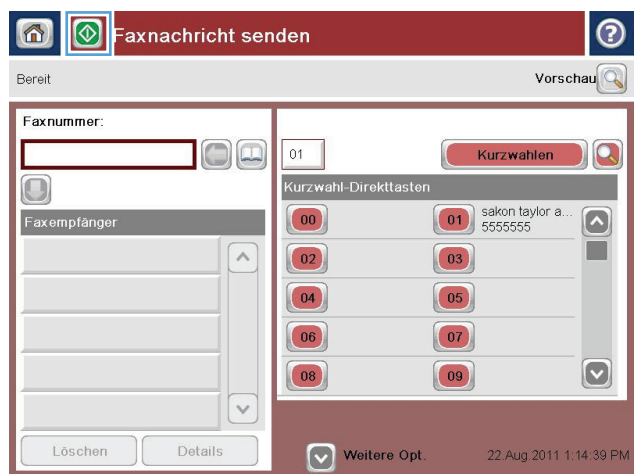 Faxnachricht senden
Bereit
Vorschau
Faxnummer:
01
Kurzwahlen
Kurzwahl-Direkttasten
Faxempfänger
00
01
sakon taylor a...
5555555
02
03
04
05
06
07
08
09
Löschen
Details
Weitere Opt.
22 Aug 2011 1:14:39 PM